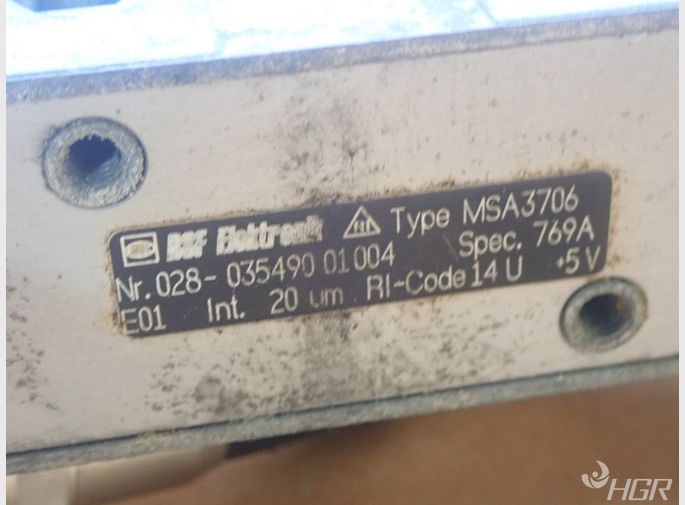 RSF Elektronik Type MSA3706
Nr. 028-035490 01 004 Spec. 769A
E01 Int. 20 um RI-Code 14 U +5V
HGR